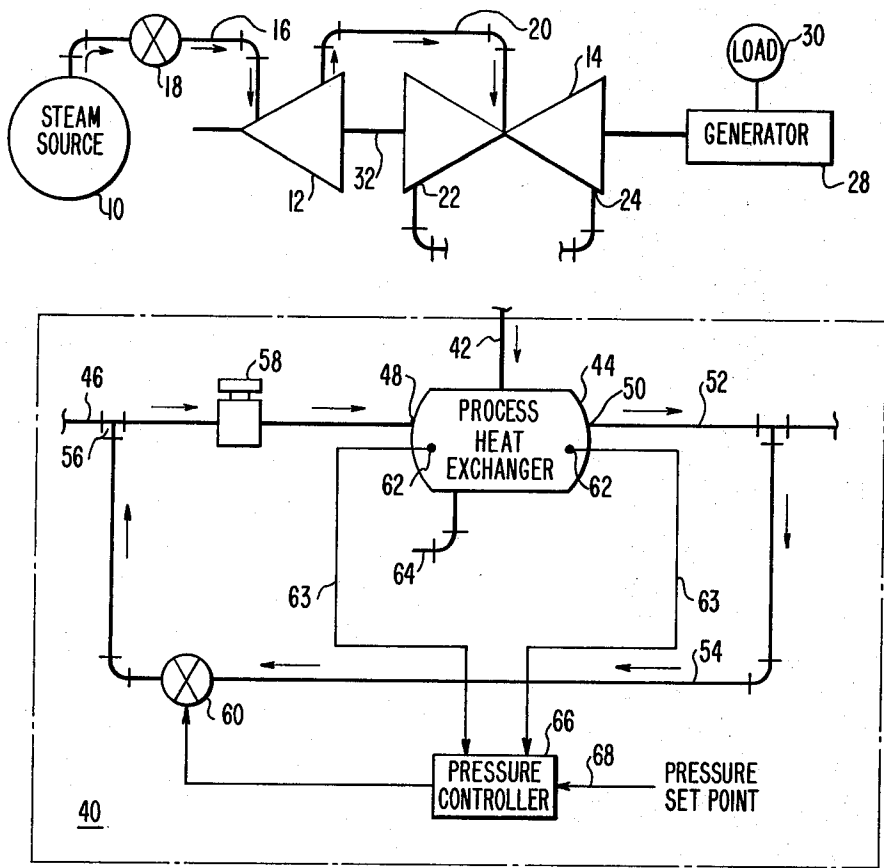 16
20
14
LOAD
30
18
STEAM
SOURCE
GENERATOR
10
12
32
22
24
28
42
58
44
46
48
50
52
PROCESS
HEAT
EXCHANGER
56
62
62
64
63
63
54
60
66
68
PRESSURE
CONTROLLER
PRESSURE
SET POINT
40